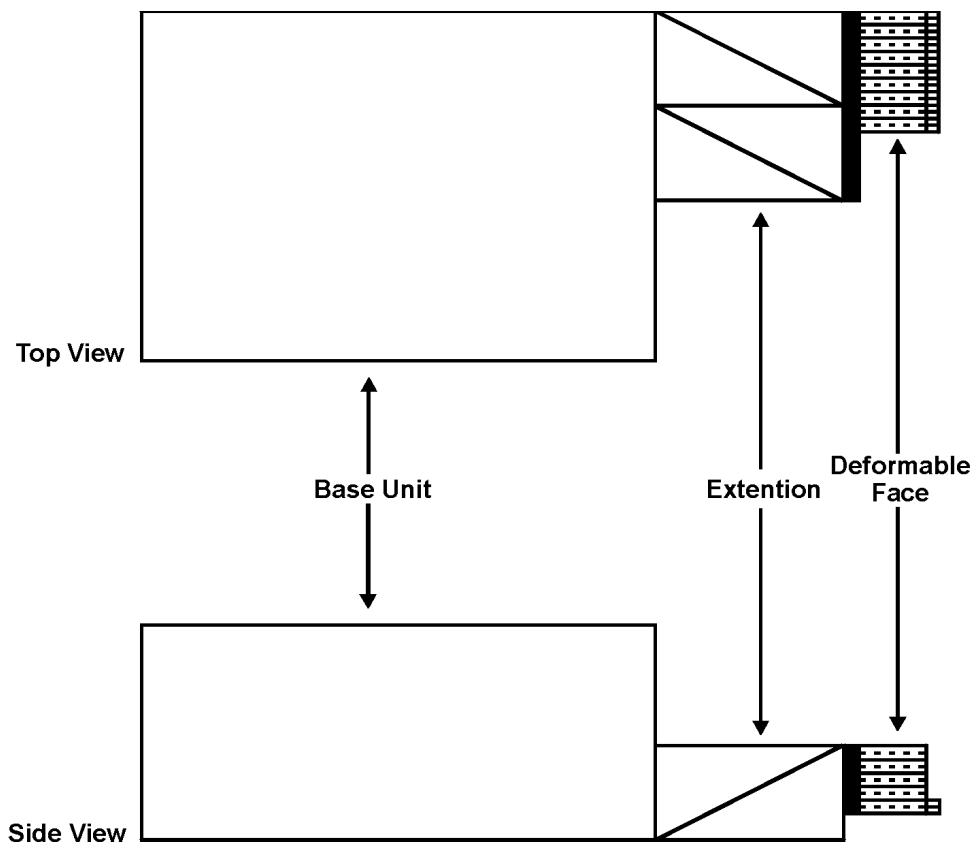 Top View
Base Unit
Extention
Deformable
Face
Side View